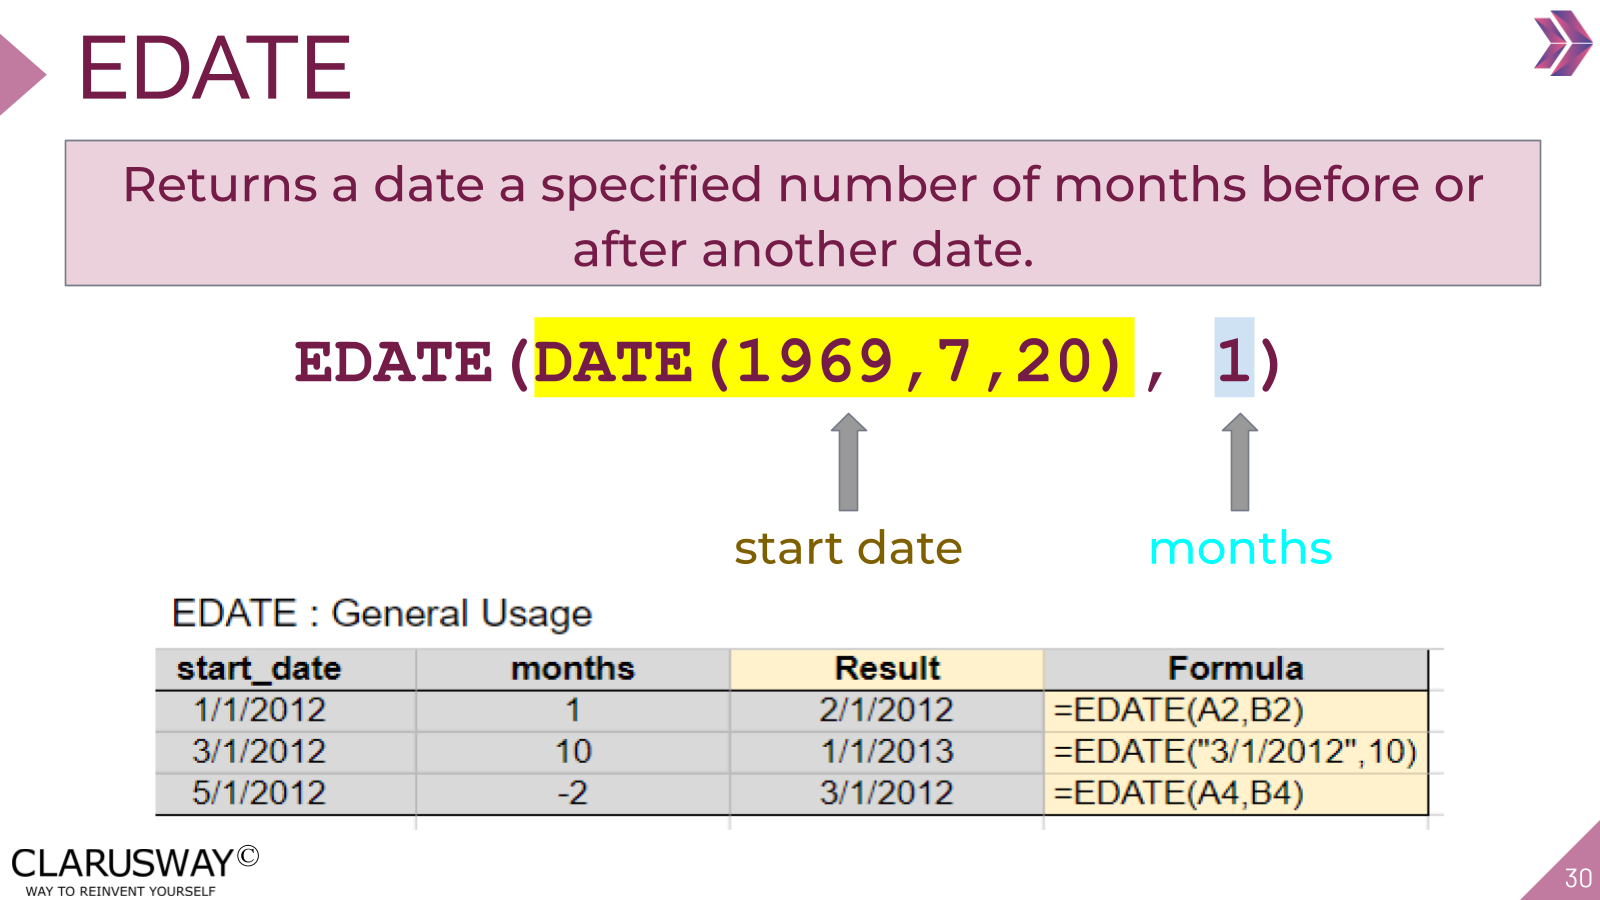 EDATE
Returns a date a specified number of months before or
after another date.
EDATE(DATE(1969,7,20), 1)
start date months
EDATE : General Usage
start_date months Result Formula
1/1/2012 1 2/1/2012 =EDATE(A2,B2)
3/1/2012 10 1/1/2013 =EDATE("3/1/2012",10)
5/1/2012 -2 3/1/2012 =EDATE(A4,B4)
CLARUSWAY©
WAY TO REINVENT YOURSELF
30